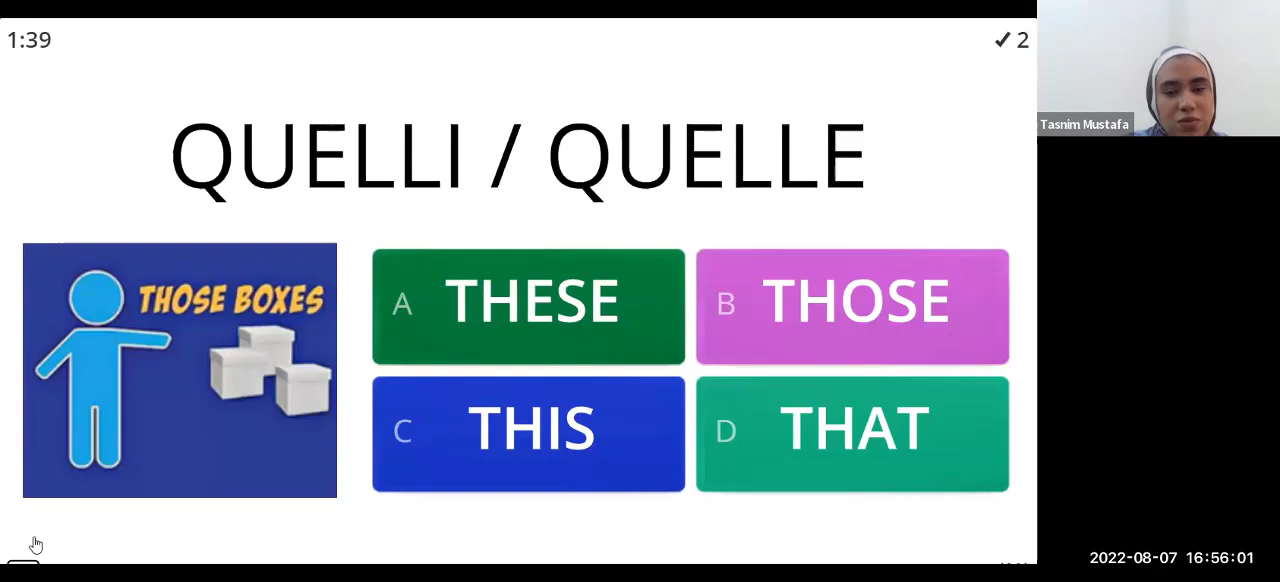 1:39
✓ 2
QUELLI / QUELLE
THOSE BOXES
A THESE
B THOSE
C THIS
D THAT
Tasnim Mustafa
2022-08-07 16:56:01